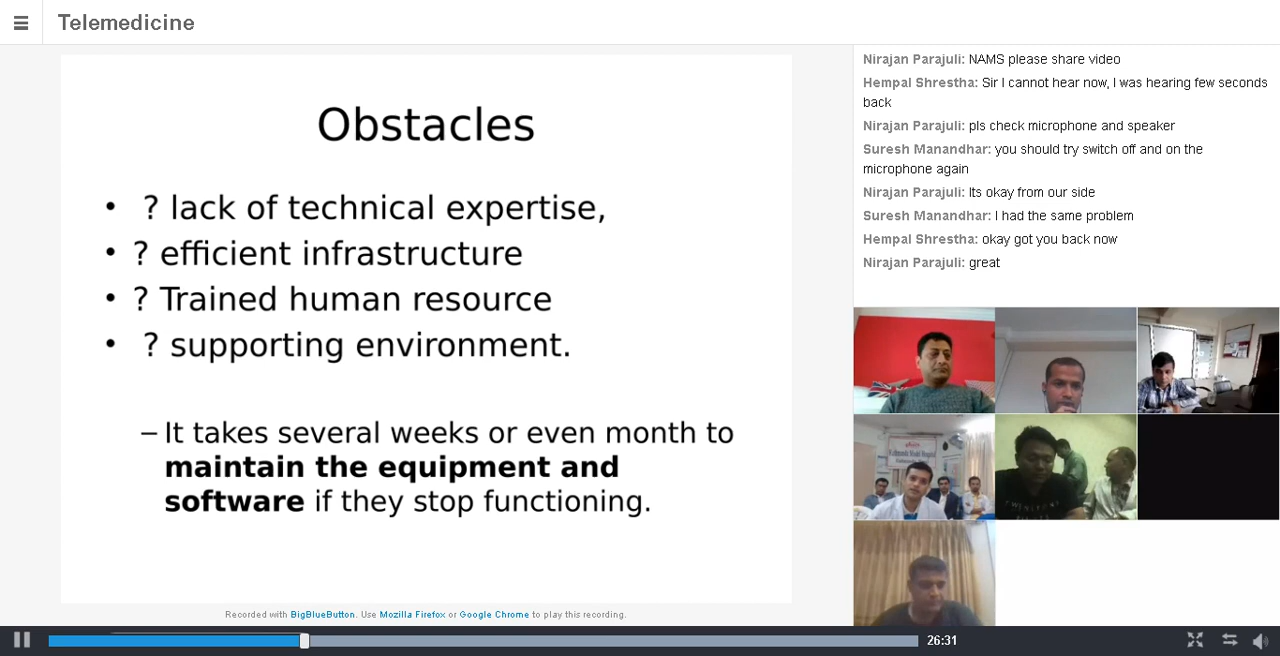 Telemedicine
Obstacles
• ? lack of technical expertise,
• ? efficient infrastructure
• ? Trained human resource
• ? supporting environment.
– It takes several weeks or even month to
maintain the equipment and
software if they stop functioning.
Recorded with BigBlueButton. Use Mozilla Firefox or Google Chrome to play this recording.
Nirajan Parajuli: NAMS please share video
Hempal Shrestha: Sir I cannot hear now, I was hearing few seconds
back
Nirajan Parajuli: pls check microphone and speaker
Suresh Manandhar: you should try switch off and on the
microphone again
Nirajan Parajuli: Its okay from our side
Suresh Manandhar: I had the same problem
Hempal Shrestha: okay got you back now
Nirajan Parajuli: great
Kathmandu Model Hospital
26:31